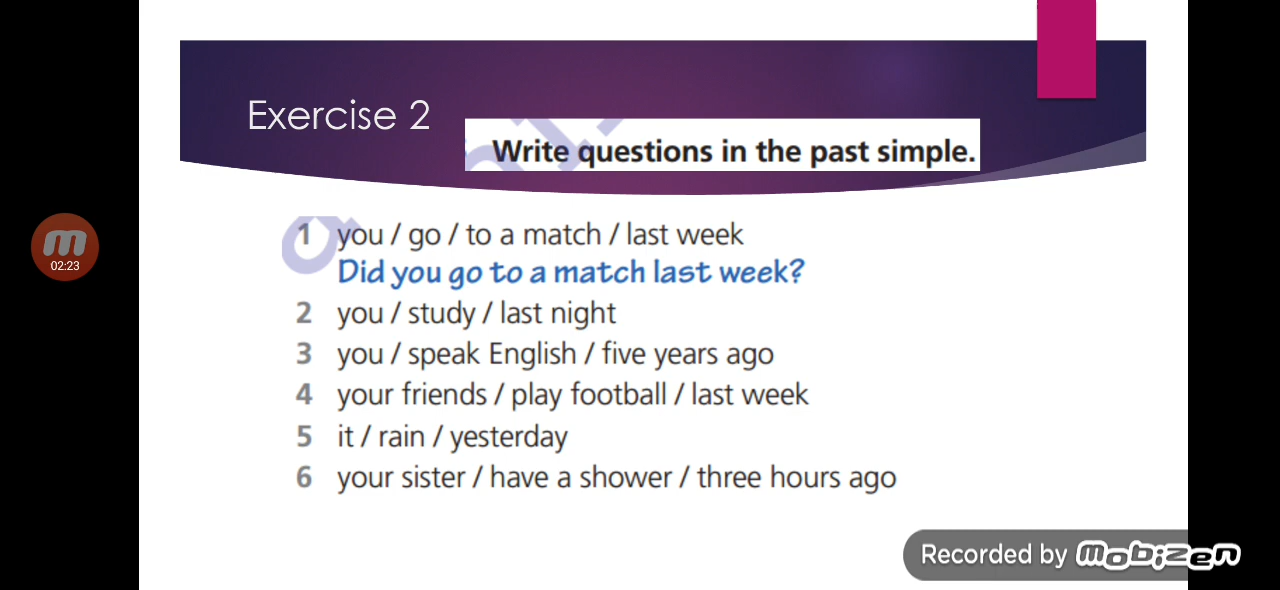 Exercise 2
Write questions in the past simple.
1 you / go / to a match / last week
Did you go to a match last week?
2 you / study / last night
3 you / speak English / five years ago
4 your friends / play football / last week
5 it / rain / yesterday
6 your sister / have a shower / three hours ago
02:23
Recorded by mobizen